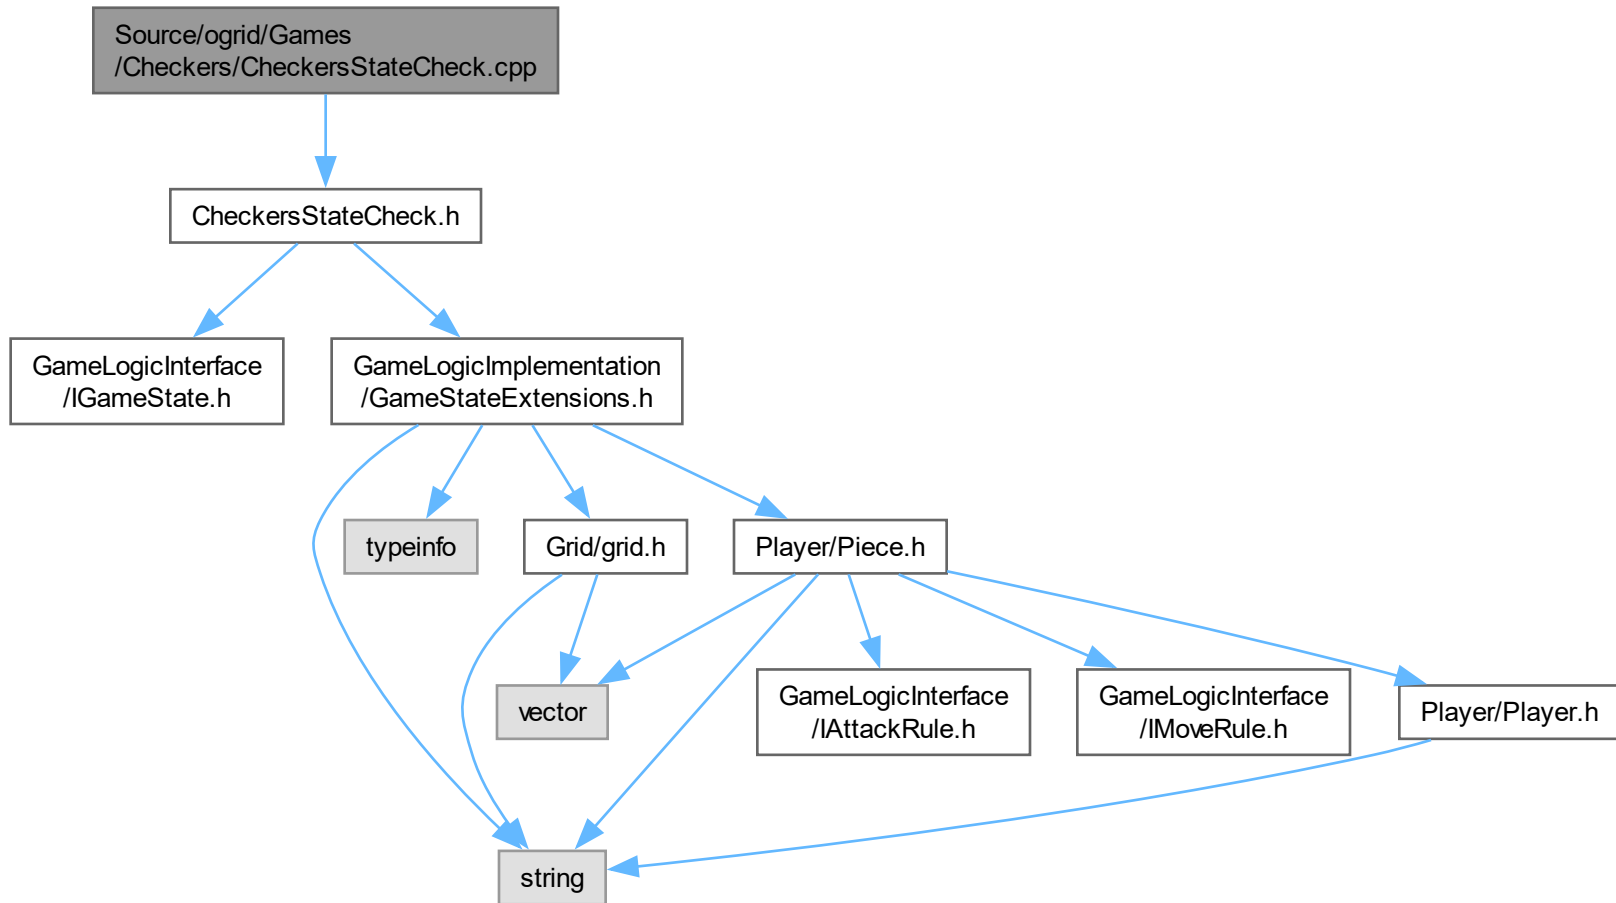 Source/ogrid/Games
/Checkers/CheckersStateCheck.cpp
CheckersStateCheck.h
GameLogicInterface
/IGameState.h
GameLogicImplementation
/GameStateExtensions.h
typeinfo
Grid/grid.h
Player/Piece.h
vector
GameLogicInterface
/IAttackRule.h
GameLogicInterface
/IMoveRule.h
Player/Player.h
string